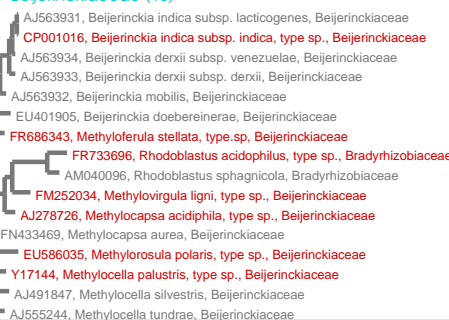 AJ563931, Beijerinckia indica subsp. lacticogenes, Beijerinckiaceae
CP001016, Beijerinckia indica subsp. indica, type sp., Beijerinckiaceae
AJ563934, Beijerinckia derxii subsp. venezuelae, Beijerinckiaceae
AJ563933, Beijerinckia derxii subsp. derxii, Beijerinckiaceae
AJ563932, Beijerinckia mobilis, Beijerinckiaceae
EU401905, Beijerinckia doebereinerae, Beijerinckiaceae
FR686343, Methyloferula stellata, type.sp, Beijerinckiaceae
FR733696, Rhodoblastus acidophilus, type sp., Bradyrhizobiaceae
AM040096, Rhodoblastus sphagnicola, Bradyrhizobiaceae
FM252034, Methylovirgula ligni, type sp., Beijerinckiaceae
AJ278726, Methylocapsa acidiphila, type sp., Beijerinckiaceae
FN433469, Methylocapsa aurea, Beijerinckiaceae
EU586035, Methylorosula polaris, type sp., Beijerinckiaceae
Y17144, Methylocella palustris, type sp., Beijerinckiaceae
AJ491847, Methylocella silvestris, Beijerinckiaceae
AJ555244, Methylocella tundrae, Beijerinckiaceae